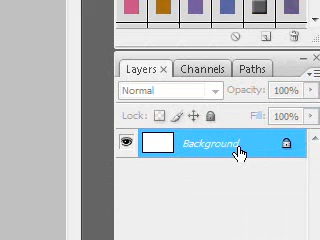 Layers × Channels Paths
Normal Opacity: 100%
Lock: Fill: 100%
Background